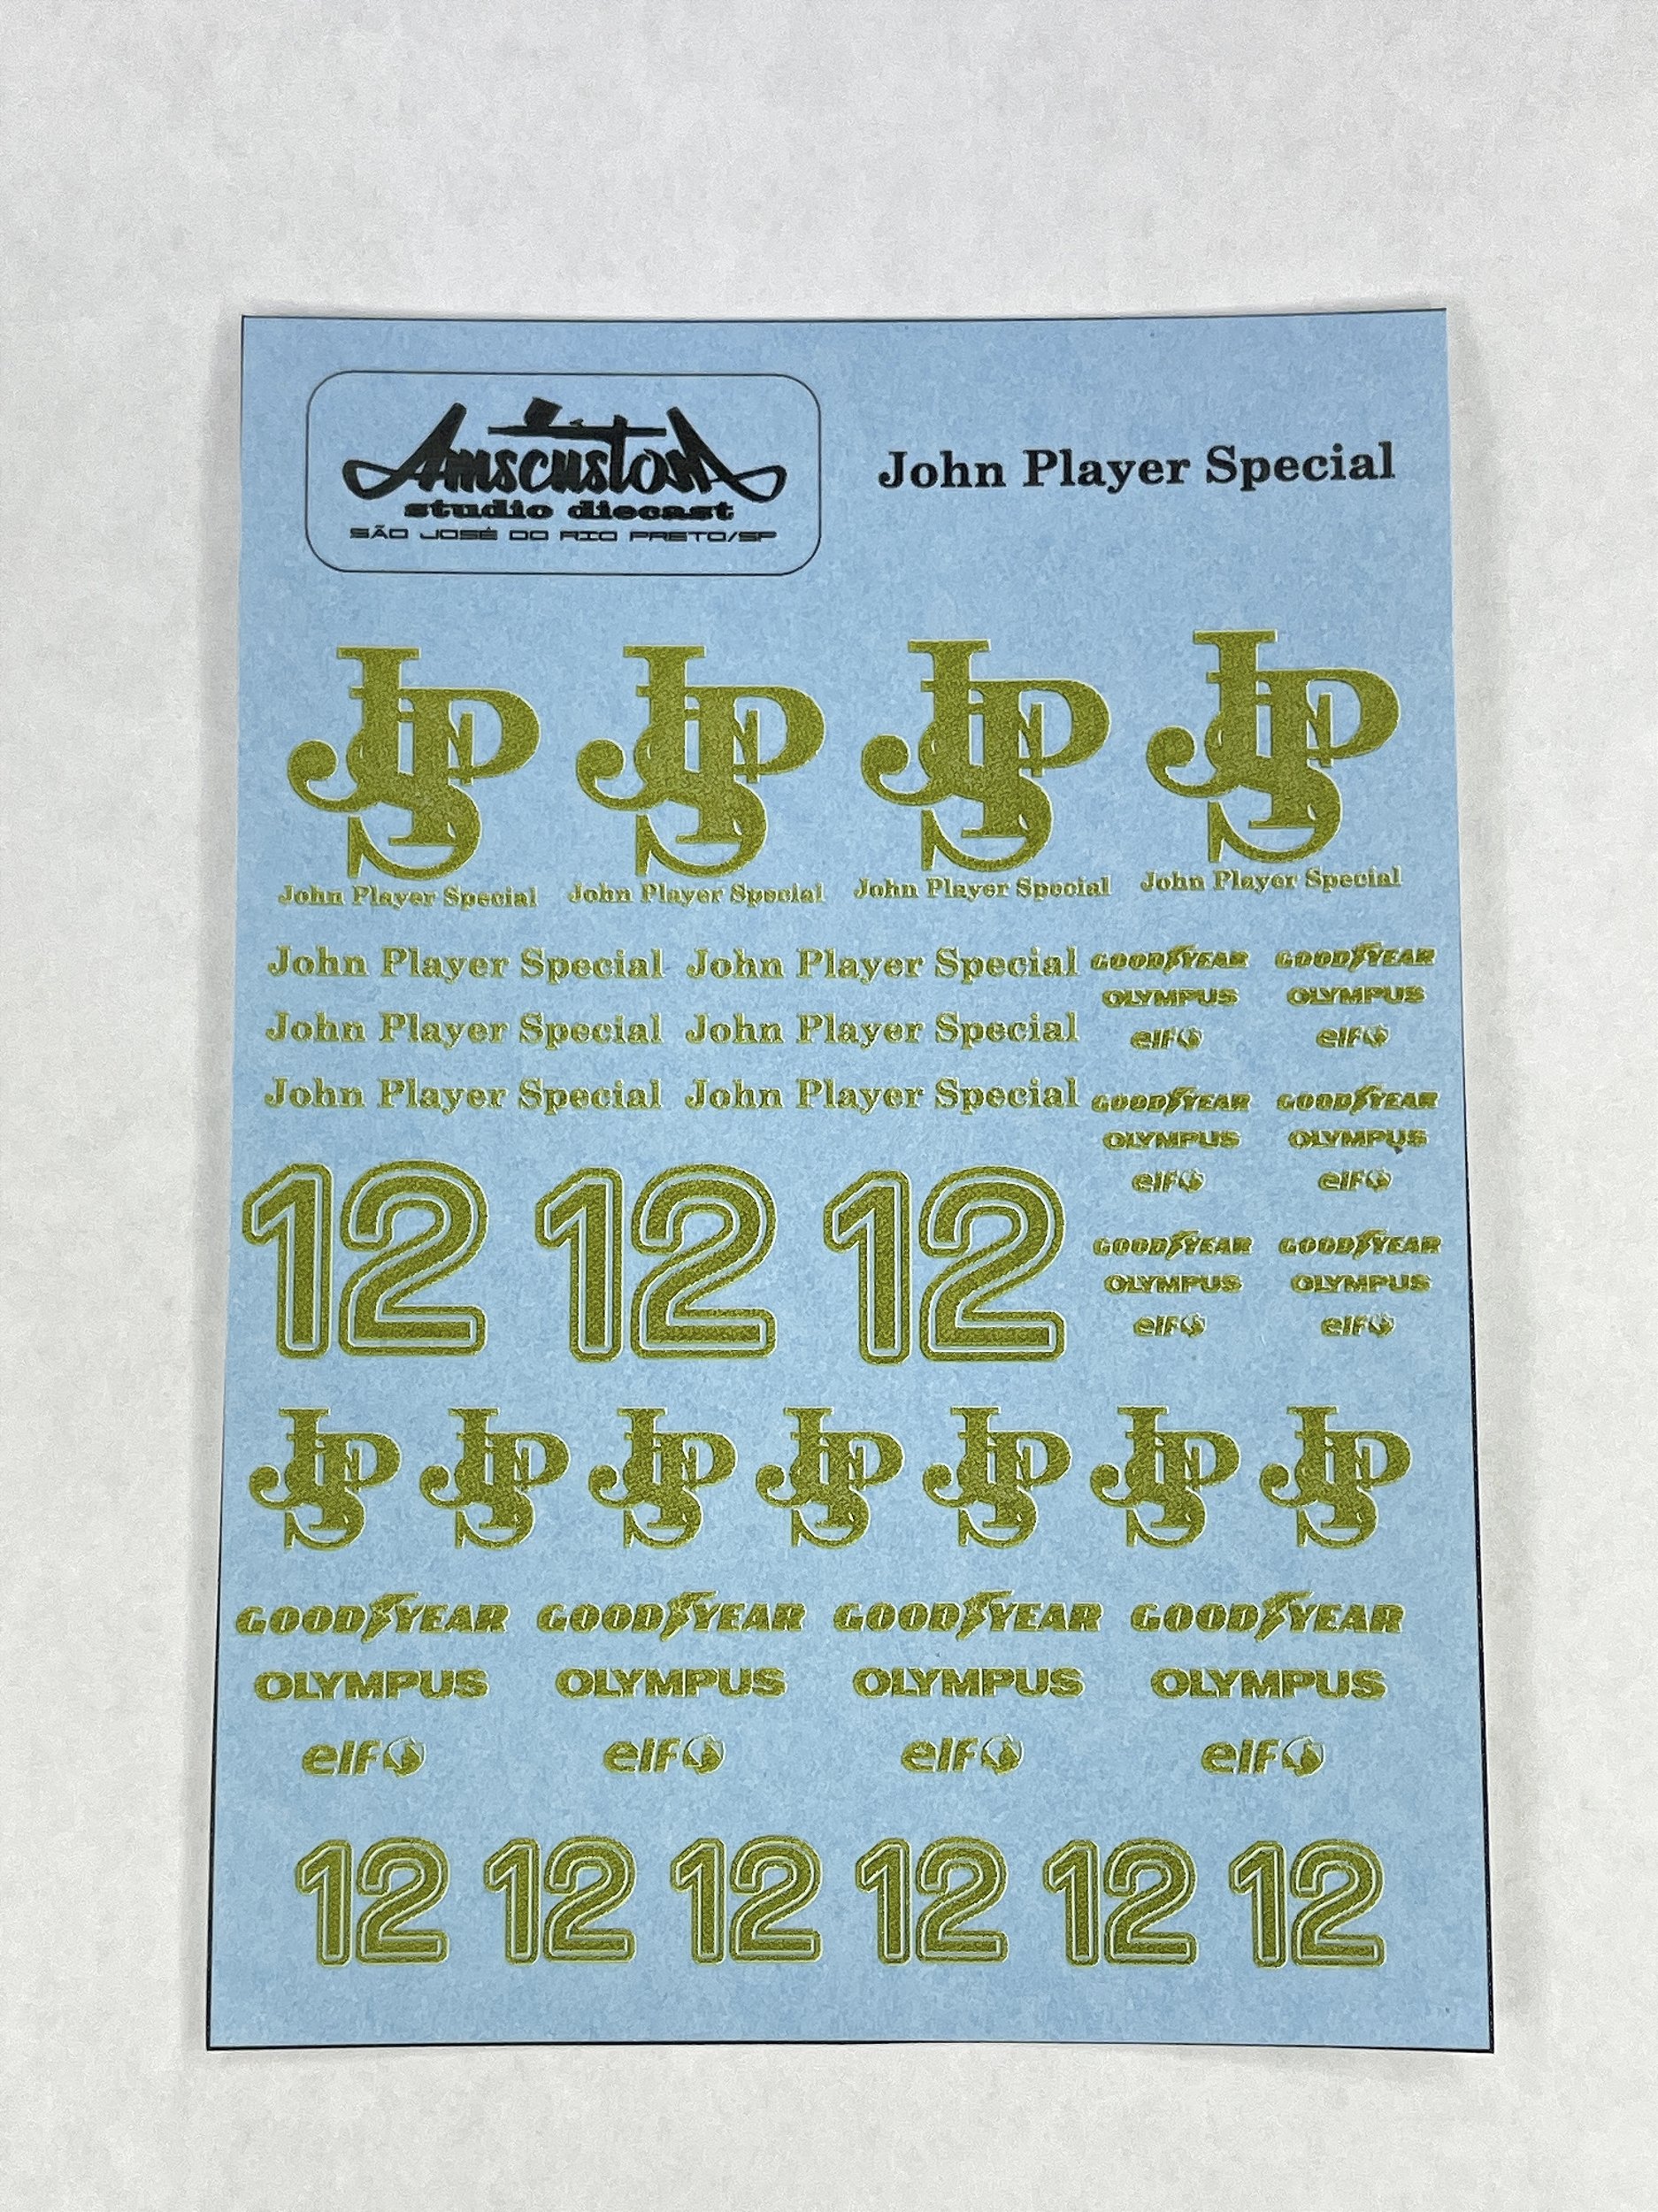 Amscustom
studio diecast
SÃO JOSÉ DO RIO PRETO/SP
John Player Special
JPS JPS JPS JPS
John Player Special John Player Special John Player Special John Player Special
John Player Special John Player Special GOODYEAR GOODYEAR
OLYMPUS OLYMPUS
John Player Special John Player Special elf elf
John Player Special John Player Special GOODYEAR GOODYEAR
OLYMPUS OLYMPUS
elf elf
12 12 12 GOODYEAR GOODYEAR
OLYMPUS OLYMPUS
elf elf
JPS JPS JPS JPS JPS JPS JPS
GOODYEAR GOODYEAR GOODYEAR GOODYEAR
OLYMPUS OLYMPUS OLYMPUS OLYMPUS
elf elf elf elf
12 12 12 12 12 12